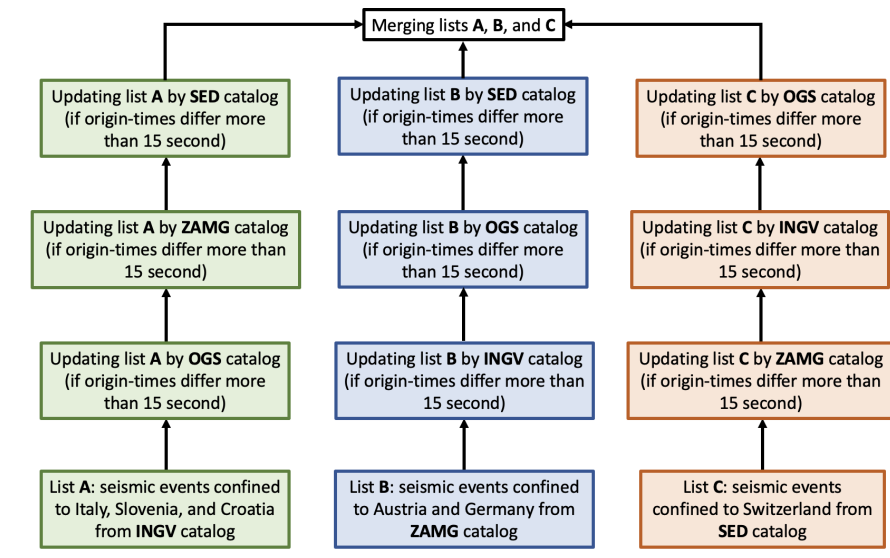 Merging lists A, B, and C
Updating list A by SED catalog
(if origin-times differ more
than 15 second)
Updating list B by SED catalog
(if origin-times differ more
than 15 second)
Updating list C by OGS catalog
(if origin-times differ more
than 15 second)
Updating list A by ZAMG catalog
(if origin-times differ more than
15 second)
Updating list B by OGS catalog
(if origin-times differ more
than 15 second)
Updating list C by INGV catalog
(if origin-times differ more than
15 second)
Updating list A by OGS catalog
(if origin-times differ more
than 15 second)
Updating list B by INGV catalog
(if origin-times differ more than
15 second)
Updating list C by ZAMG catalog
(if origin-times differ more than
15 second)
List A: seismic events confined
to Italy, Slovenia, and Croatia
from INGV catalog
List B: seismic events confined
to Austria and Germany from
ZAMG catalog
List C: seismic events
confined to Switzerland from
SED catalog